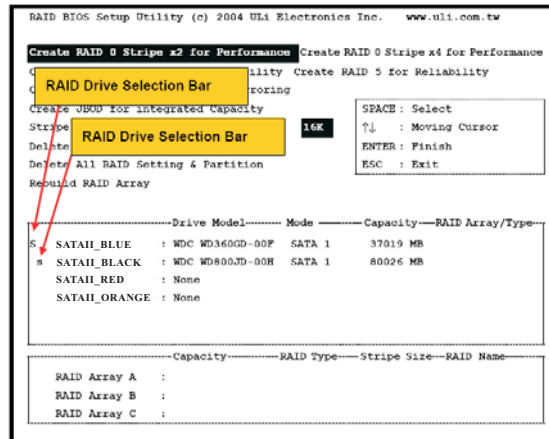 RAID BIOS Setup Utility (c) 2004 ULi Electronics Inc. www.uli.com.tw
Create RAID 0 Stripe x2 for Performance Create RAID 0 Stripe x4 for Performance
ility Create RAID 5 for Reliability
RAID Drive Selection Bar
roring
Create JBOD for integrated Capacity
SPACE : Select
Stripe 16K
↑↓ : Moving Cursor
RAID Drive Selection Bar
Delete
ENTER : Finish
Delete All RAID Setting & Partition
ESC : Exit
Rebuild RAID Array
Drive Model Mode Capacity RAID Array/Type
S SATAII_BLUE : WDC WD360GD-00F SATA 1 37019 MB
s SATAII_BLACK : WDC WD800JD-00H SATA 1 80026 MB
SATAII_RED : None
SATAII_ORANGE : None
Capacity RAID Type Stripe Size RAID Name
RAID Array A :
RAID Array B :
RAID Array C :